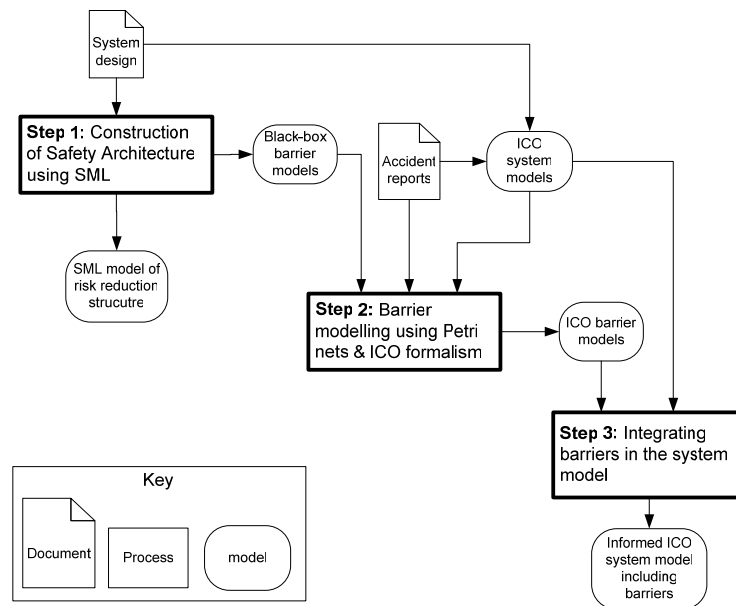 System
design
Step 1: Construction
of Safety Architecture
using SML
Black-box
barrier
models
Accident
reports
ICO
system
models
SML model of
risk reduction
strucutre
Step 2: Barrier
modelling using Petri
nets & ICO formalism
ICO barrier
models
Step 3: Integrating
barriers in the system
model
Informed ICO
system model
including
barriers
Key
Document
Process
model